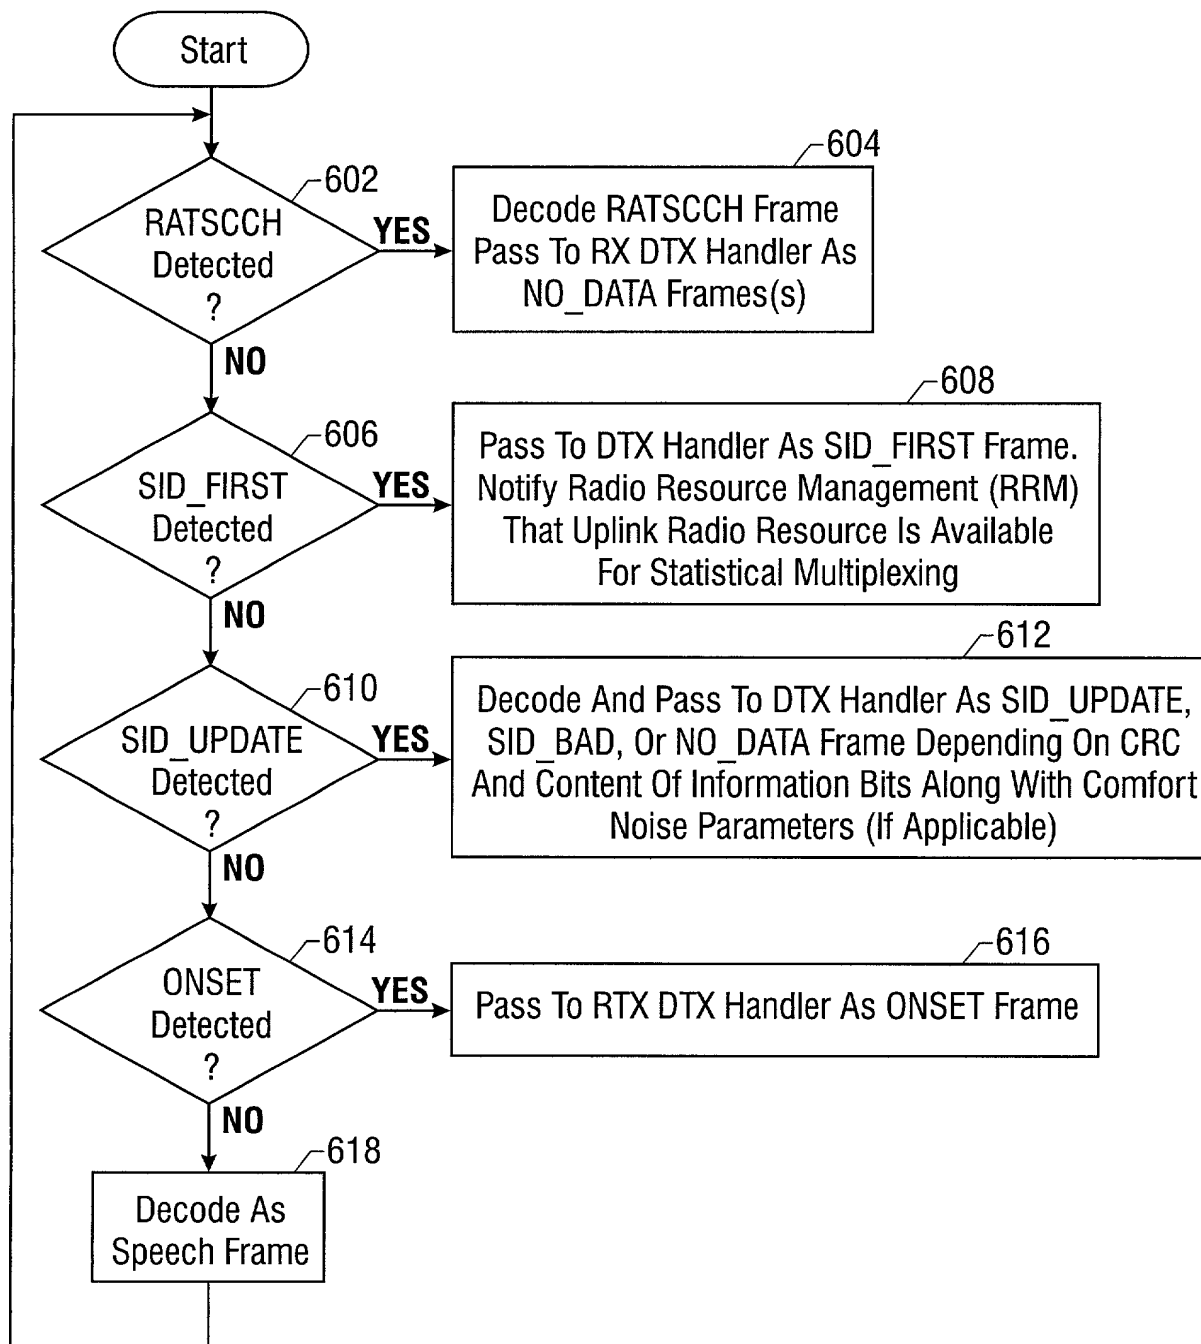 Start
602
RATSCCH
Detected
?
YES
604
Decode RATSCCH Frame
Pass To RX DTX Handler As
NO_DATA Frames(s)
NO
606
SID_FIRST
Detected
?
YES
608
Pass To DTX Handler As SID_FIRST Frame.
Notify Radio Resource Management (RRM)
That Uplink Radio Resource Is Available
For Statistical Multiplexing
NO
610
SID_UPDATE
Detected
?
YES
612
Decode And Pass To DTX Handler As SID_UPDATE,
SID_BAD, Or NO_DATA Frame Depending On CRC
And Content Of Information Bits Along With Comfort
Noise Parameters (If Applicable)
NO
614
ONSET
Detected
?
YES
616
Pass To RTX DTX Handler As ONSET Frame
NO
618
Decode As
Speech Frame